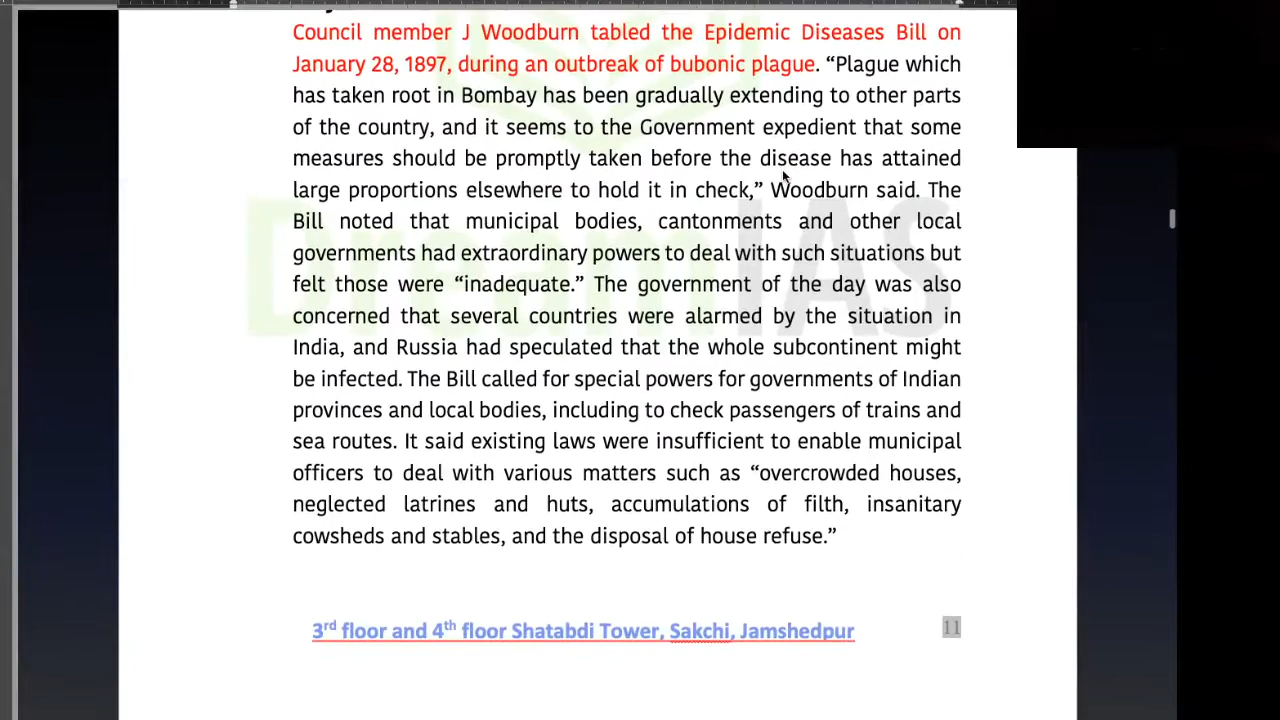 Council member J Woodburn tabled the Epidemic Diseases Bill on
January 28, 1897, during an outbreak of bubonic plague. “Plague which
has taken root in Bombay has been gradually extending to other parts
of the country, and it seems to the Government expedient that some
measures should be promptly taken before the disease has attained
large proportions elsewhere to hold it in check,” Woodburn said. The
Bill noted that municipal bodies, cantonments and other local
governments had extraordinary powers to deal with such situations but
felt those were “inadequate.” The government of the day was also
concerned that several countries were alarmed by the situation in
India, and Russia had speculated that the whole subcontinent might
be infected. The Bill called for special powers for governments of Indian
provinces and local bodies, including to check passengers of trains and
sea routes. It said existing laws were insufficient to enable municipal
officers to deal with various matters such as “overcrowded houses,
neglected latrines and huts, accumulations of filth, insanitary
cowsheds and stables, and the disposal of house refuse.”
DreamIAS
3rd floor and 4th floor Shatabdi Tower, Sakchi, Jamshedpur
11